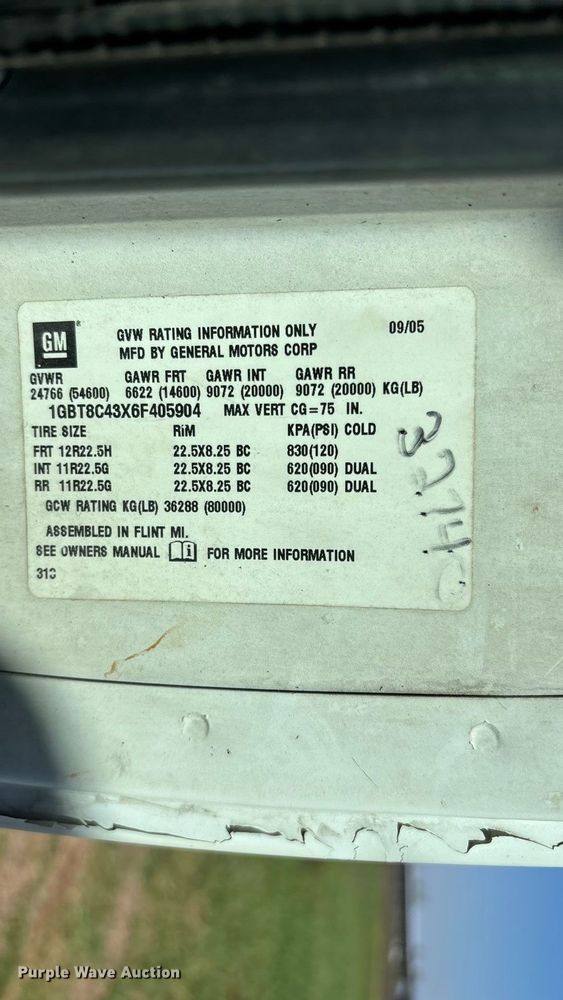 GM
GVW RATING INFORMATION ONLY 09/05
MFD BY GENERAL MOTORS CORP
GVWR GAWR FRT GAWR INT GAWR RR
24766 (54600) 6622 (14600) 9072 (20000) 9072 (20000) KG(LB)
1GBT8C43X6F405904 MAX VERT CG=75 IN.
TIRE SIZE RIM KPA(PSI) COLD
FRT 12R22.5H 22.5X8.25 BC 830(120)
INT 11R22.5G 22.5X8.25 BC 620(090) DUAL
RR 11R22.5G 22.5X8.25 BC 620(090) DUAL
GCW RATING KG(LB) 36288 (80000)
ASSEMBLED IN FLINT MI.
SEE OWNERS MANUAL i FOR MORE INFORMATION
Purple Wave Auction